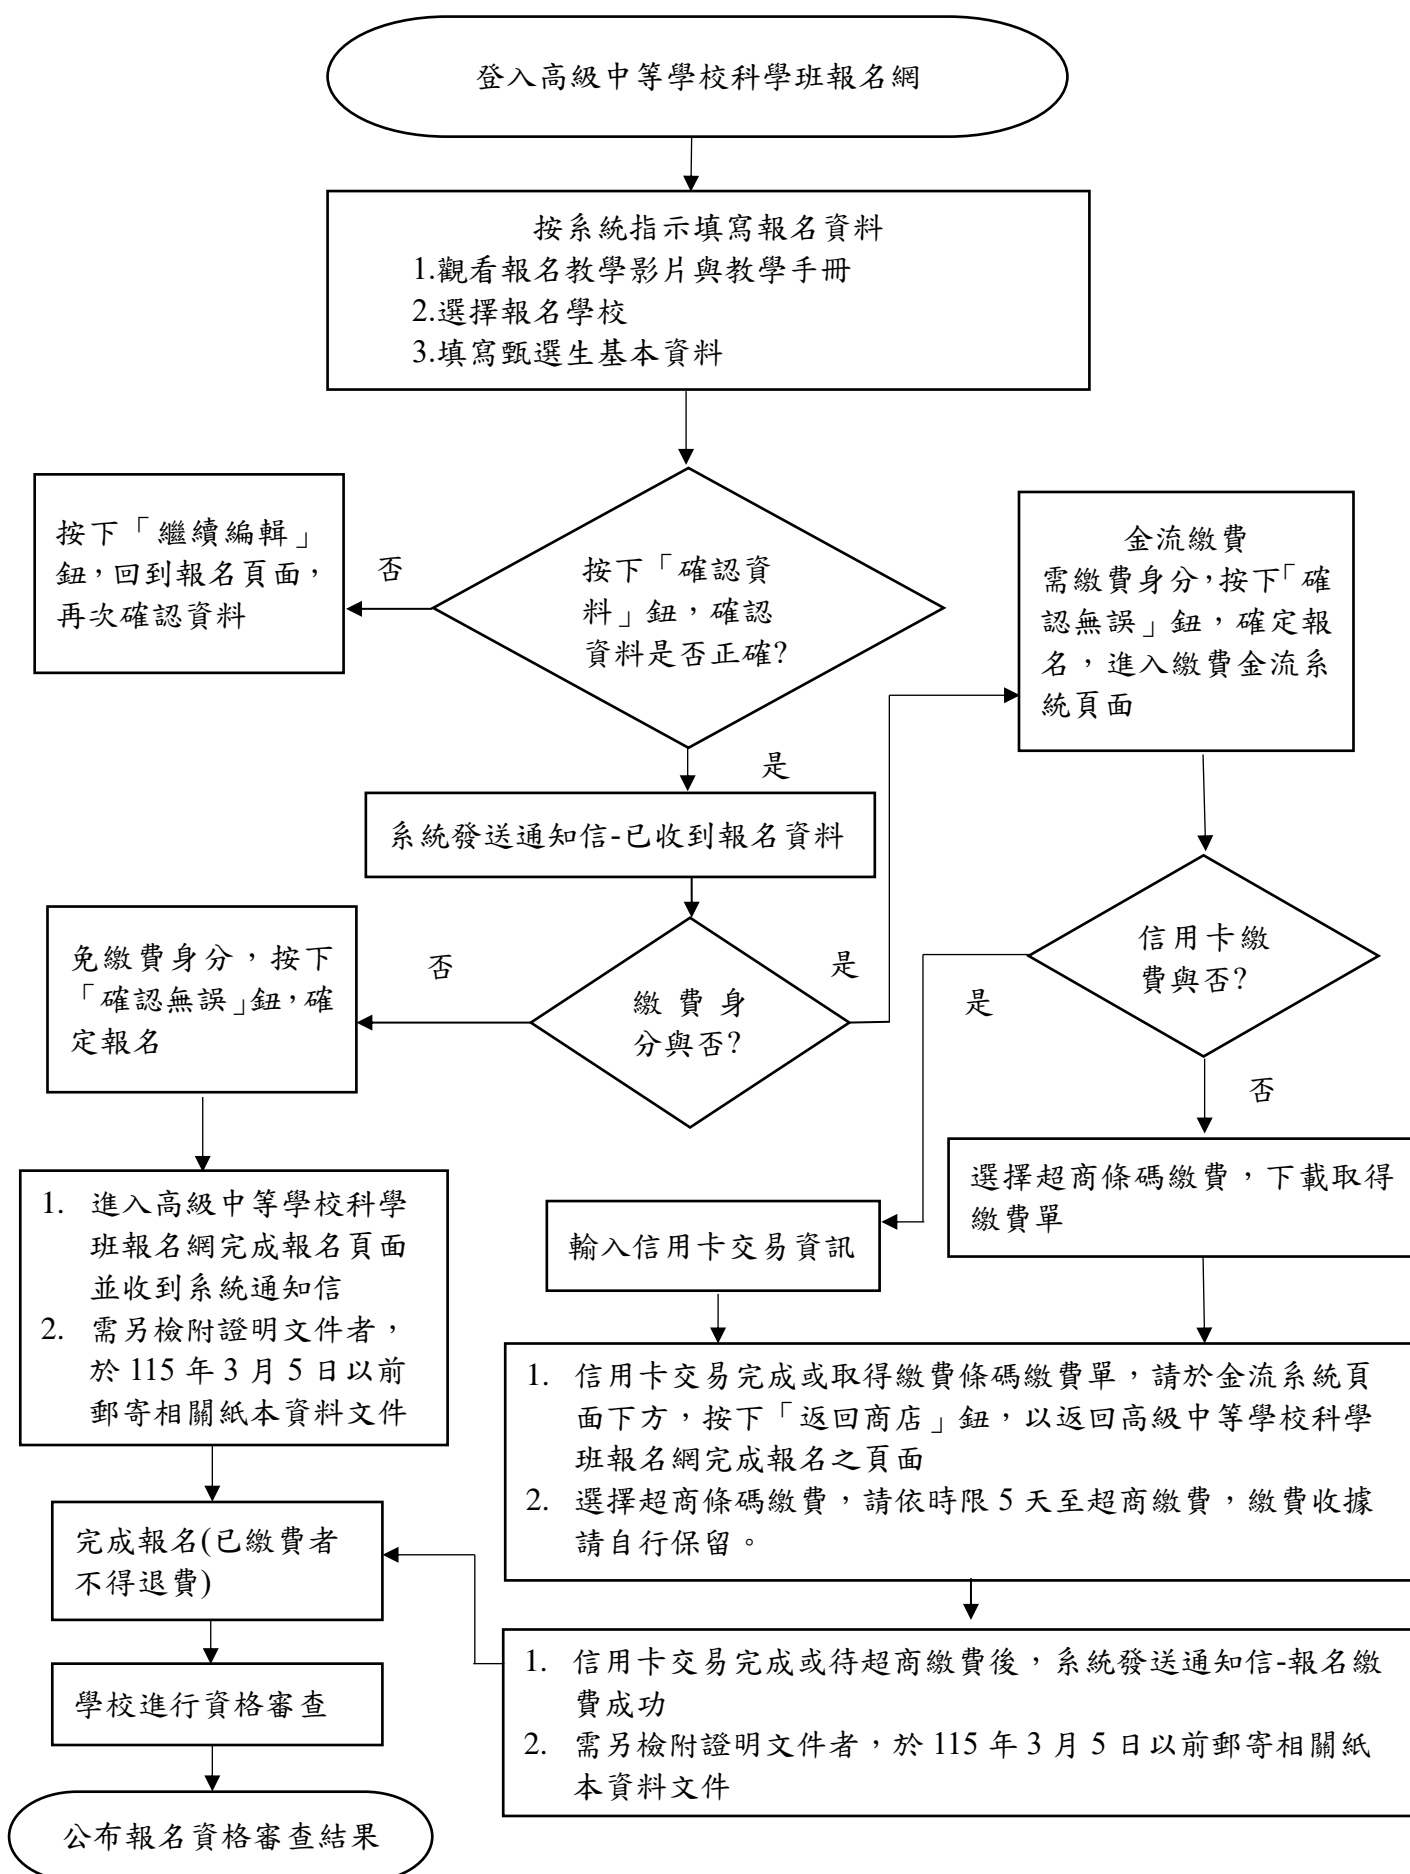 登入高級中等學校科學班報名網
按系統指示填寫報名資料
1.觀看報名教學影片與教學手冊
2.選擇報名學校
3.填寫甄選生基本資料
按下「繼續編輯」
鈕，回到報名頁面，
再次確認資料
否
按下「確認資
料」鈕，確認
資料是否正確?
是
金流繳費
需繳費身分，按下「確
認無誤」鈕，確定報
名，進入繳費金流系
統頁面
系統發送通知信-已收到報名資料
免繳費身分，按下
「確認無誤」鈕，確
定報名
否
繳費身
分與否?
是
信用卡繳
費與否?
是
否
1. 進入高級中等學校科學
班報名網完成報名頁面
並收到系統通知信
2. 需另檢附證明文件者，
於 115 年 3 月 5 日以前
郵寄相關紙本資料文件
輸入信用卡交易資訊
選擇超商條碼繳費，下載取得
繳費單
1. 信用卡交易完成或取得繳費條碼繳費單，請於金流系統頁
面下方，按下「返回商店」鈕，以返回高級中等學校科學
班報名網完成報名之頁面
2. 選擇超商條碼繳費，請依時限 5 天至超商繳費，繳費收據
請自行保留。
完成報名(已繳費者
不得退費)
1. 信用卡交易完成或待超商繳費後，系統發送通知信-報名繳
費成功
2. 需另檢附證明文件者，於 115 年 3 月 5 日以前郵寄相關紙
本資料文件
學校進行資格審查
公布報名資格審查結果